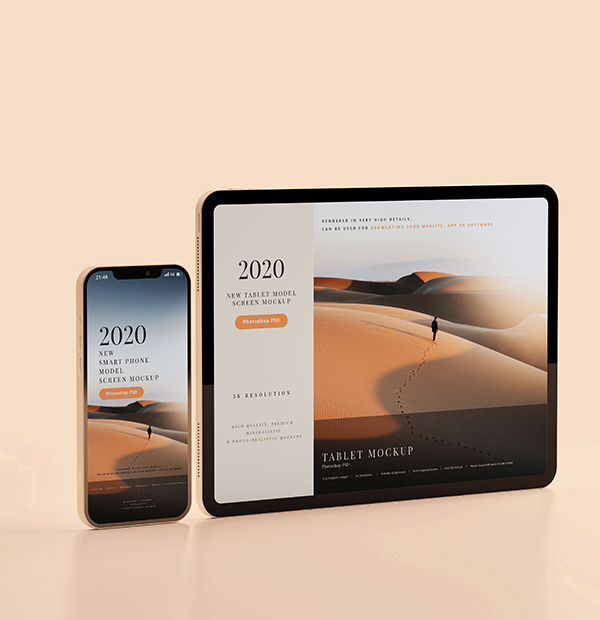 21:45
2020
NEW
SMART PHONE
MODEL
SCREEN MOCKUP
Photoshop PSD
2020
NEW TABLET MODEL
SCREEN MOCKUP
Photoshop PSD
5K RESOLUTION
HIGH QUALITY, PREMIUM,
MINIMALISTIC
& PHOTO-REALISTIC MOCKUPS
RENDERED IN VERY HIGH DETAILS.
CAN BE USED FOR SHOWCASING YOUR WEBSITE, APP OR SOFTWARE
TABLET MOCKUP
Photoshop PSD